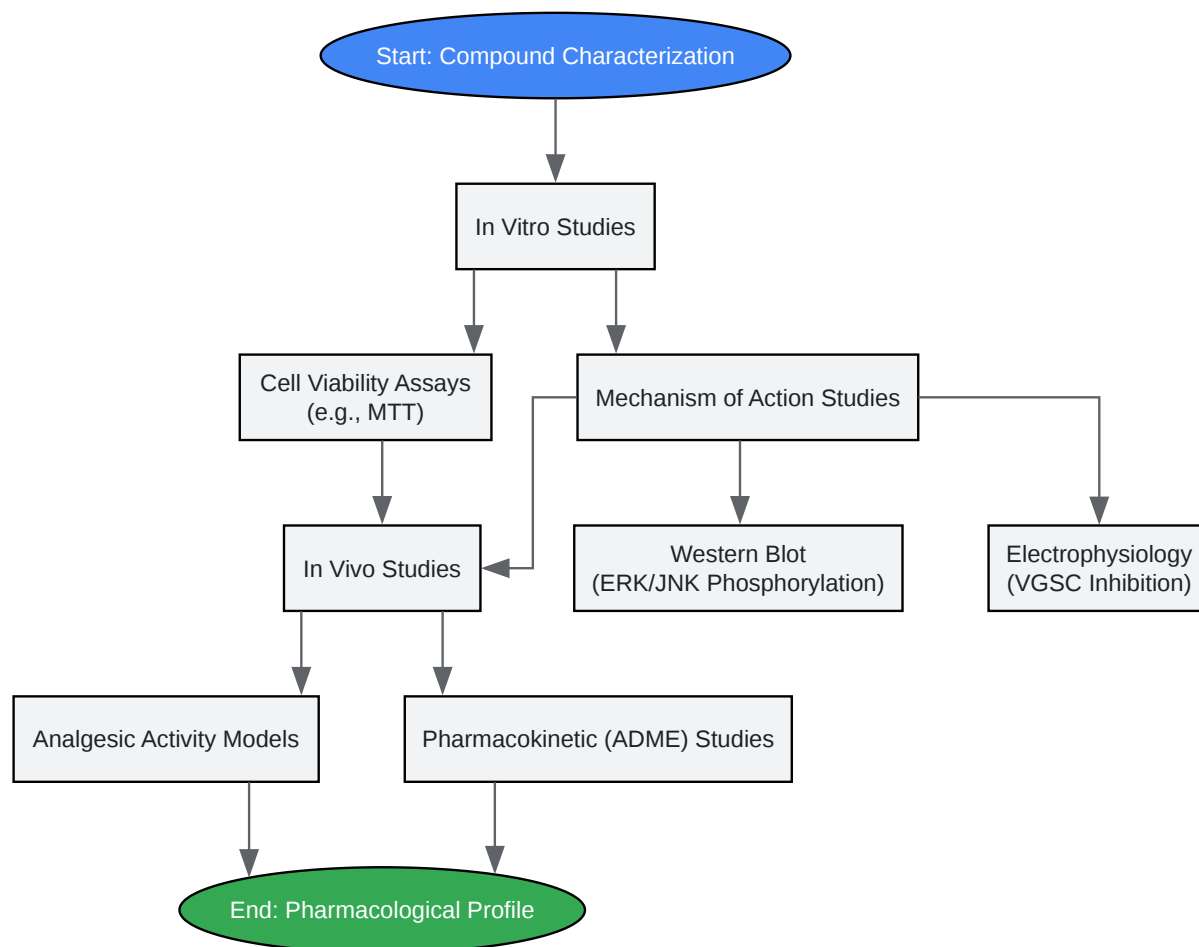 Start: Compound Characterization
In Vitro Studies
Cell Viability Assays
(e.g., MTT)
Mechanism of Action Studies
In Vivo Studies
Western Blot
(ERK/JNK Phosphorylation)
Electrophysiology
(VGSC Inhibition)
Analgesic Activity Models
Pharmacokinetic (ADME) Studies
End: Pharmacological Profile